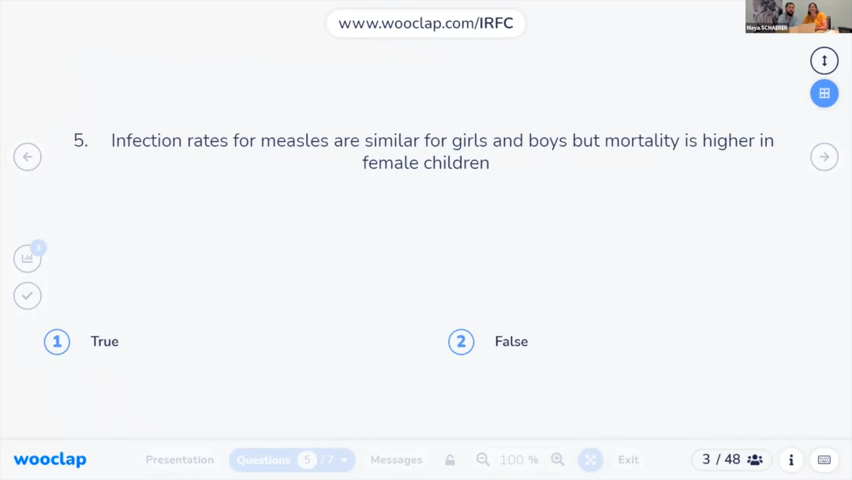 www.wooclap.com/IRFC
Maya SCHAERER
5. Infection rates for measles are similar for girls and boys but mortality is higher in
female children
1 True
2 False
wooclap
Presentation
Questions 5 / 7
Messages
100 %
Exit
3 / 48